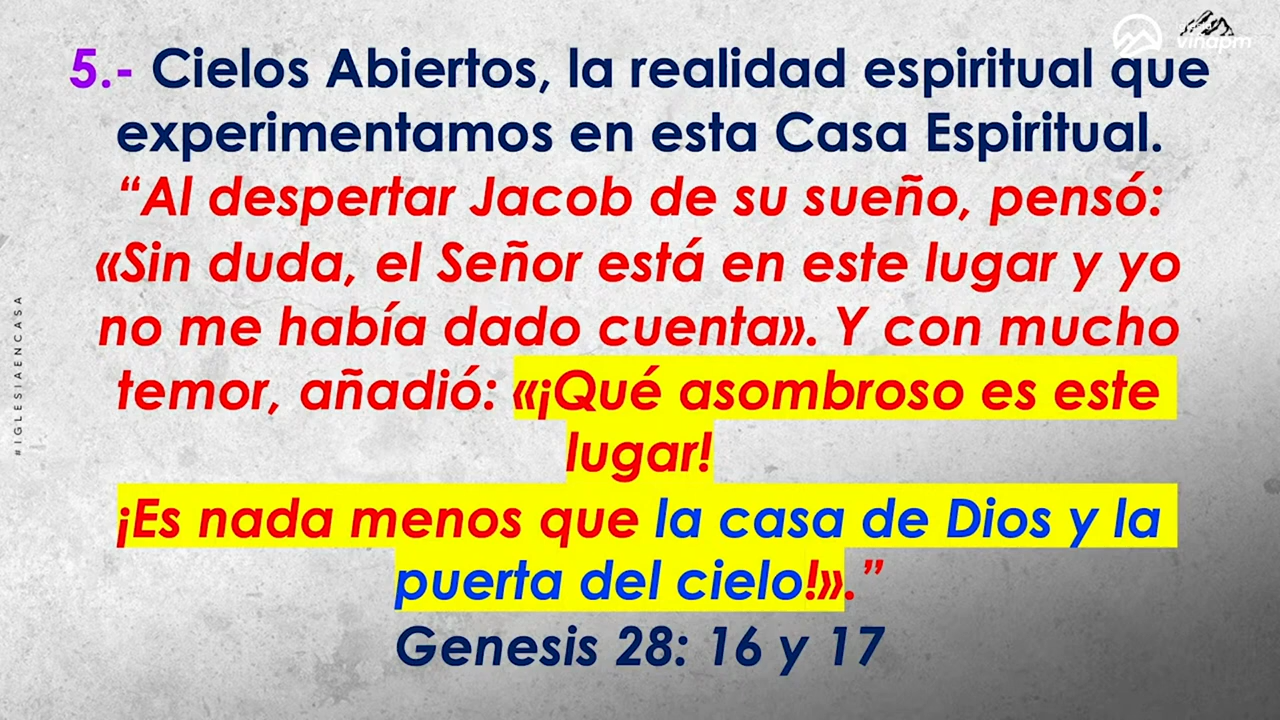 viñapm
5.- Cielos Abiertos, la realidad espiritual que
experimentamos en esta Casa Espiritual.
“Al despertar Jacob de su sueño, pensó:
«Sin duda, el Señor está en este lugar y yo
no me había dado cuenta». Y con mucho
temor, añadió: «¡Qué asombroso es este
lugar!
¡Es nada menos que la casa de Dios y la
puerta del cielo!».”
Genesis 28: 16 y 17
#IGLESIAENCASA